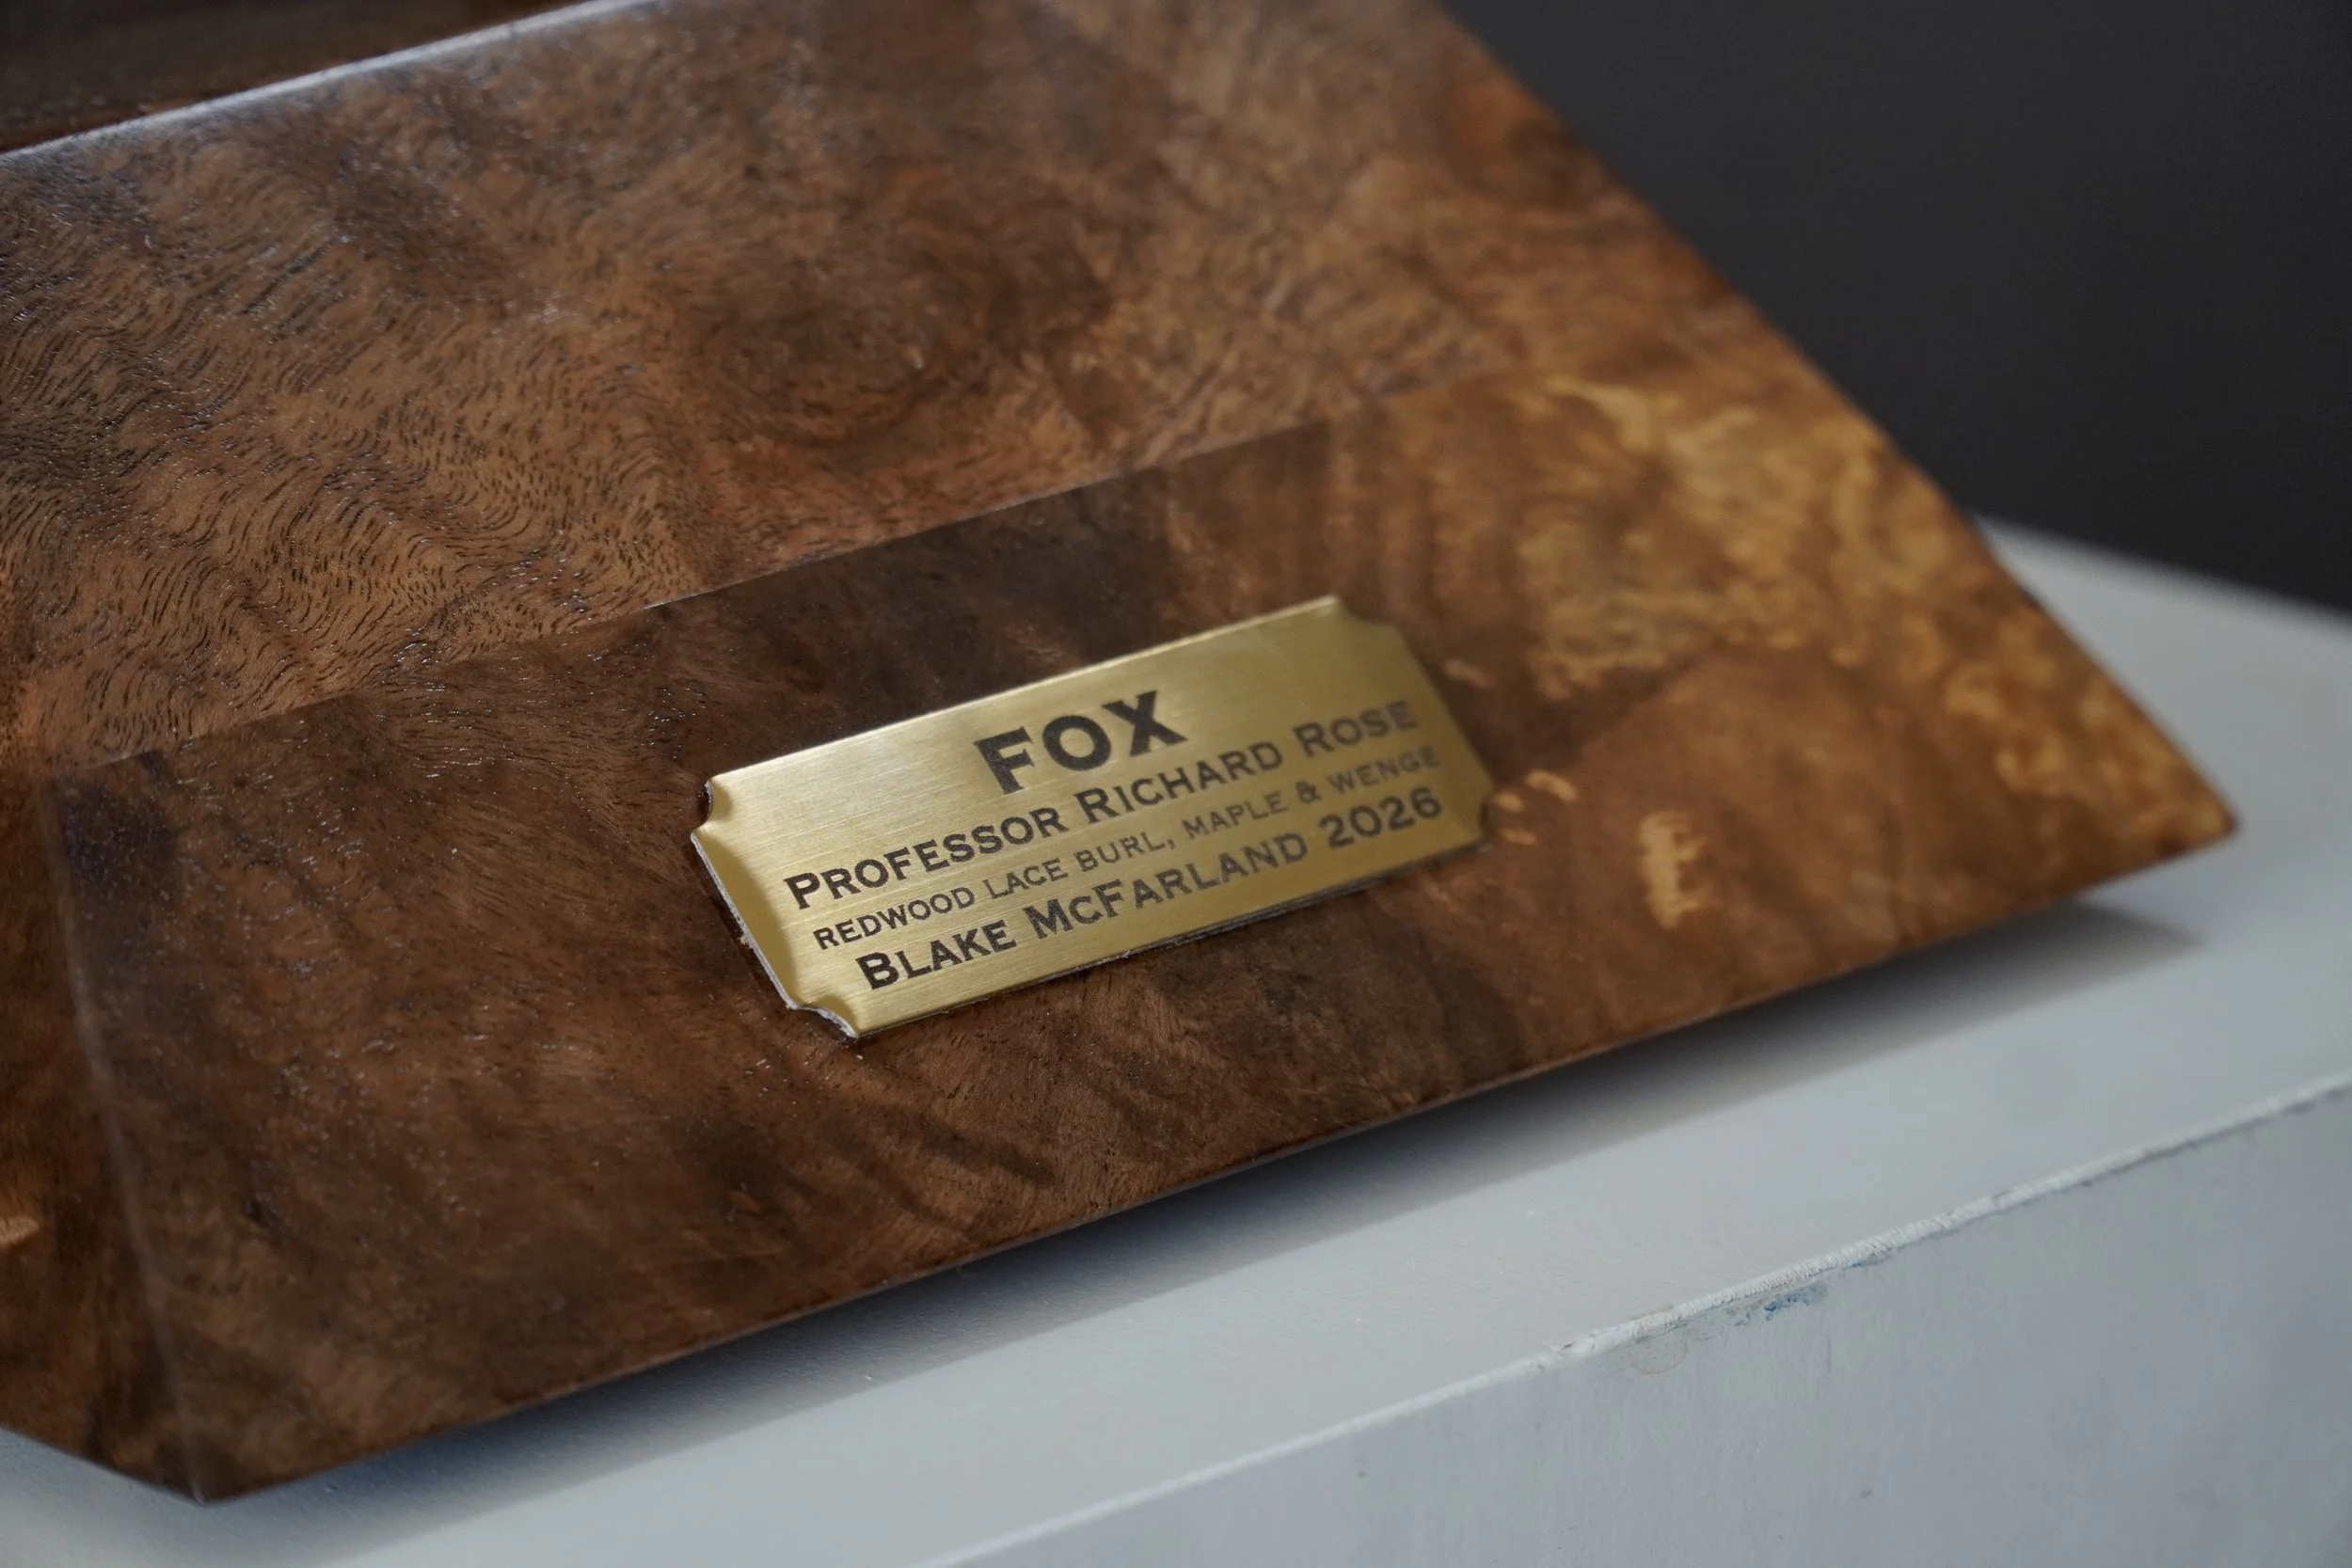 FOX
PROFESSOR RICHARD ROSE
REDWOOD LACE BURL, MAPLE & WENGE
BLAKE McFARLAND 2026